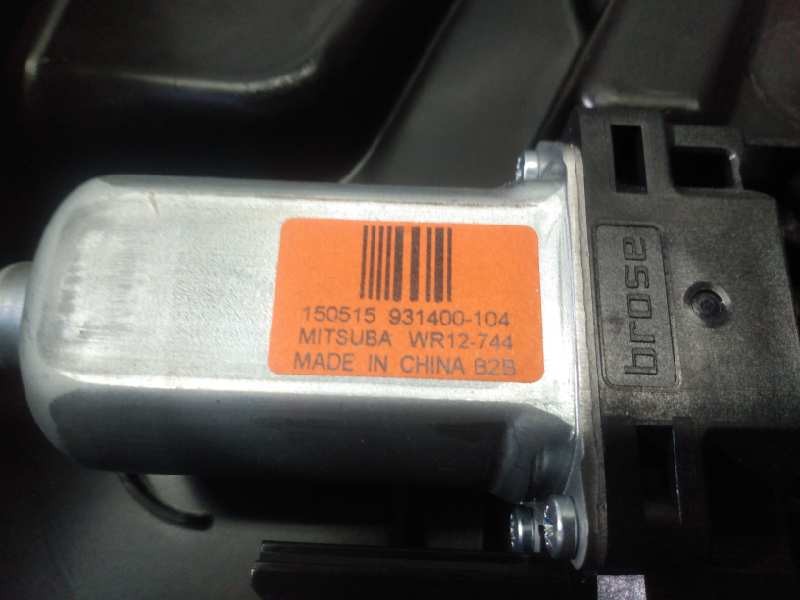 150515 931400-104
MITSUBA WR12-744
MADE IN CHINA B2B
brose